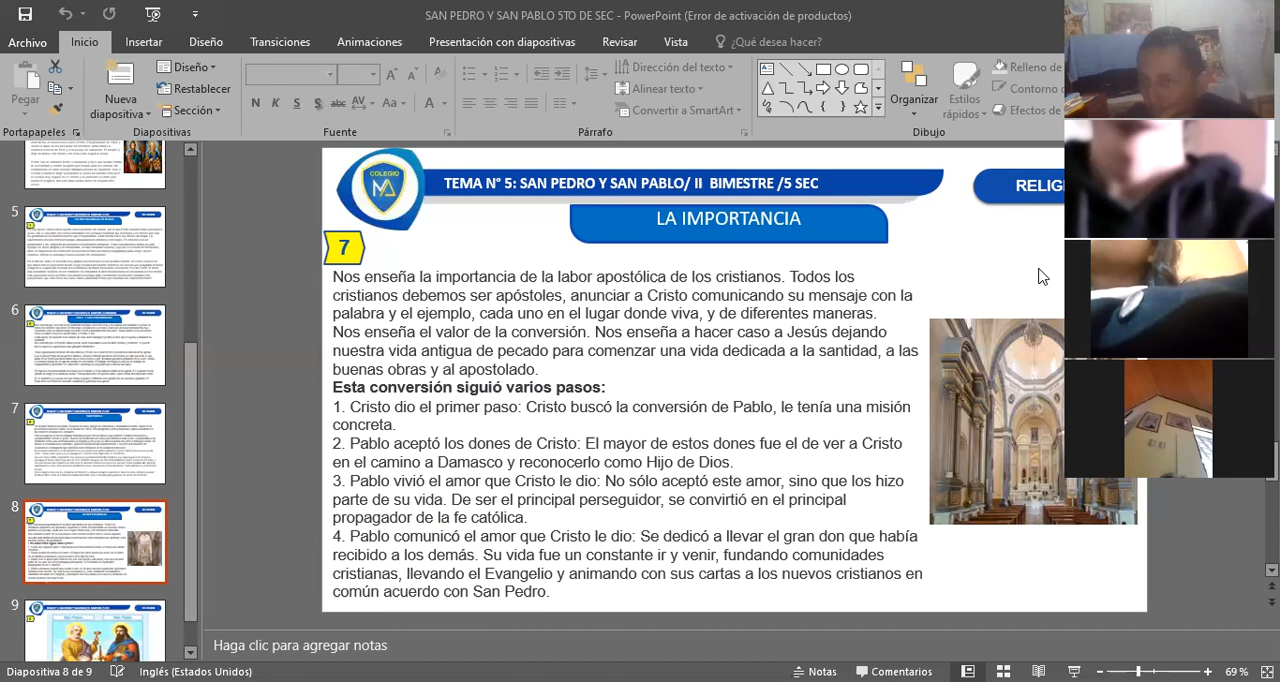 SAN PEDRO Y SAN PABLO 5TO DE SEC - PowerPoint (Error de activación de productos)
Archivo Inicio Insertar Diseño Transiciones Animaciones Presentación con diapositivas Revisar Vista ¿Qué desea hacer?
Pegar
Nueva diapositiva
Diseño
Restablecer
Sección
N K S S abc AV Aa A
Dirección del texto
Alinear texto
Convertir a SmartArt
Organizar
Estilos rápidos
Relleno de
Contorno
Efectos de
Portapapeles Diapositivas Fuente Párrafo Dibujo
5
6
7
8
9
COLEGIO
MA
TEMA N° 5: SAN PEDRO Y SAN PABLO/ II BIMESTRE /5 SEC
LA IMPORTANCIA
7
Nos enseña la importancia de la labor apostólica de los cristianos. Todos los
cristianos debemos ser apóstoles, anunciar a Cristo comunicando su mensaje con la
palabra y el ejemplo, cada uno en el lugar donde viva, y de diferentes maneras.
Nos enseña el valor de la conversión. Nos enseña a hacer caso a Jesús dejando
nuestra vida antigua de pecado para comenzar una vida dedicada a la santidad, a las
buenas obras y al apostolado.
Esta conversión siguió varios pasos:
1. Cristo dio el primer paso: Cristo buscó la conversión de Pablo, le tenía una misión
concreta.
2. Pablo aceptó los dones de Cristo: El mayor de estos dones fue el de ver a Cristo
en el camino a Damasco y reconocerlo como Hijo de Dios.
3. Pablo vivió el amor que Cristo le dio: No sólo aceptó este amor, sino que los hizo
parte de su vida. De ser el principal perseguidor, se convirtió en el principal
propagador de la fe católica.
4. Pablo comunicó el amor que Cristo le dio: Se dedicó a llevar el gran don que había
recibido a los demás. Su vida fue un constante ir y venir, fundando comunidades
cristianas, llevando el Evangelio y animando con sus cartas a los nuevos cristianos en
común acuerdo con San Pedro.
Haga clic para agregar notas
Diapositiva 8 de 9 Inglés (Estados Unidos) Notas Comentarios 69 %